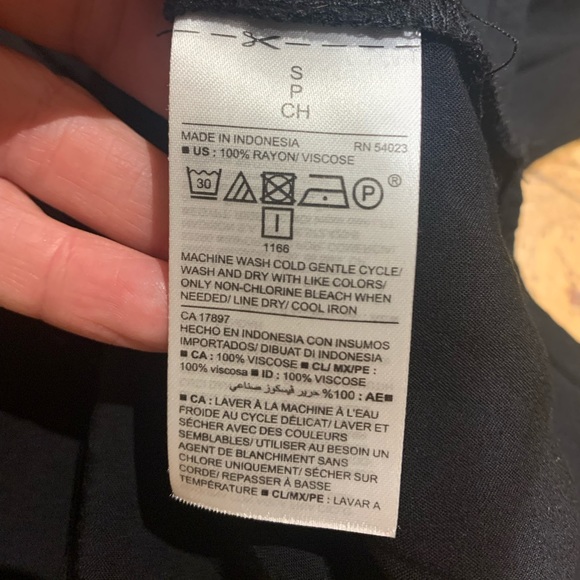 S
P
CH
MADE IN INDONESIA RN 54023
■ US : 100% RAYON/ VISCOSE
30 P ®
I
1166
MACHINE WASH COLD GENTLE CYCLE/
WASH AND DRY WITH LIKE COLORS/
ONLY NON-CHLORINE BLEACH WHEN
NEEDED/ LINE DRY/ COOL IRON
CA 17897
HECHO EN INDONESIA CON INSUMOS
IMPORTADOS/ DIBUAT DI INDONESIA
■ CA : 100% VISCOSE ■ CL/ MX/PE :
100% viscosa ■ ID : 100% VISCOSE
■ AE : 100% حرير فيسكوز صناعي
■ CA : LAVER À LA MACHINE À L'EAU
FROIDE AU CYCLE DÉLICAT/ LAVER ET
SÉCHER AVEC DES COULEURS
SEMBLABLES/ UTILISER AU BESOIN UN
AGENT DE BLANCHIMENT SANS
CHLORE UNIQUEMENT/ SÉCHER SUR
CORDE/ REPASSER À BASSE
TEMPÉRATURE ■ CL/MX/PE : LAVAR A